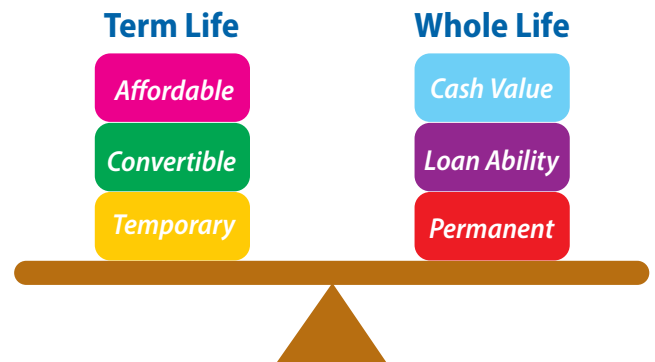 Term Life
Affordable
Convertible
Temporary
Whole Life
Cash Value
Loan Ability
Permanent